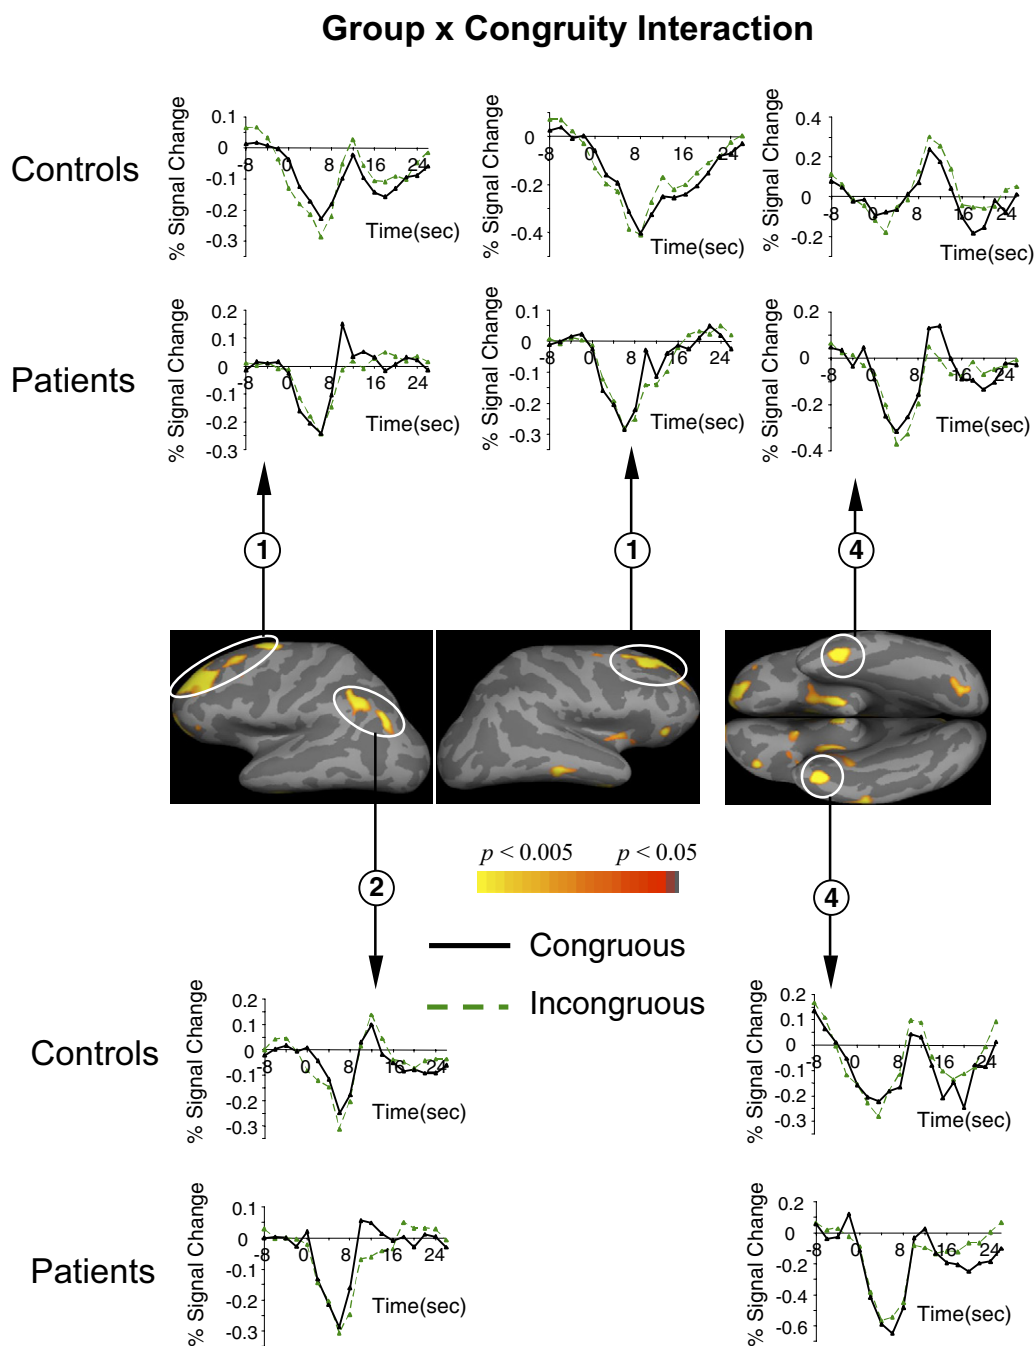 Group x Congruity Interaction
Controls
% Signal Change
0.1
0
-0.1
-0.2
-0.3
-8 0 8 16 24
Time(sec)
% Signal Change
0
-0.2
-0.4
-8 0 8 16 24
Time(sec)
% Signal Change
0.4
0.2
0
-0.2
-8 0 8 16 24
Time(sec)
Patients
% Signal Change
0.2
0.1
0
-0.1
-0.2
-0.3
-8 0 8 16 24
Time(sec)
% Signal Change
0.1
0
-0.1
-0.2
-0.3
-8 0 8 16 24
Time(sec)
% Signal Change
0.2
0
-0.2
-0.4
-8 0 8 16 24
Time(sec)
1
1
4
2
4
p < 0.005 p < 0.05
Congruous
Incongruous
Controls
% Signal Change
0.2
0.1
0
-0.1
-0.2
-0.3
-8 0 8 16 24
Time(sec)
% Signal Change
0.2
0.1
0
-0.1
-0.2
-0.3
-8 0 8 16 24
Time(sec)
Patients
% Signal Change
0.1
0
-0.1
-0.2
-0.3
-8 0 8 16 24
Time(sec)
% Signal Change
0.2
0
-0.2
-0.4
-0.6
-8 0 8 16 24
Time(sec)